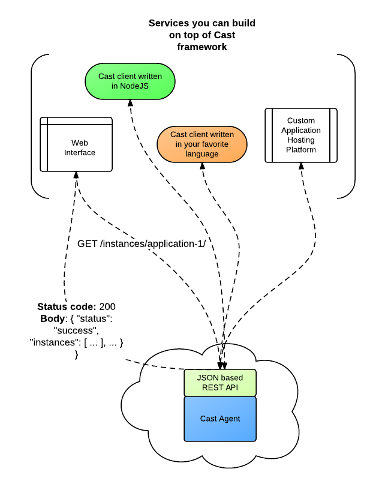 Services you can build
on top of Cast
framework
Cast client written
in NodeJS
Web
Interface
Cast client written
in your favorite
language
Custom
Application
Hosting
Platform
GET /instances/application-1/
Status code: 200
Body: { "status":
"success",
"instances": [ ... ], ... }
}
JSON based
REST API
Cast Agent